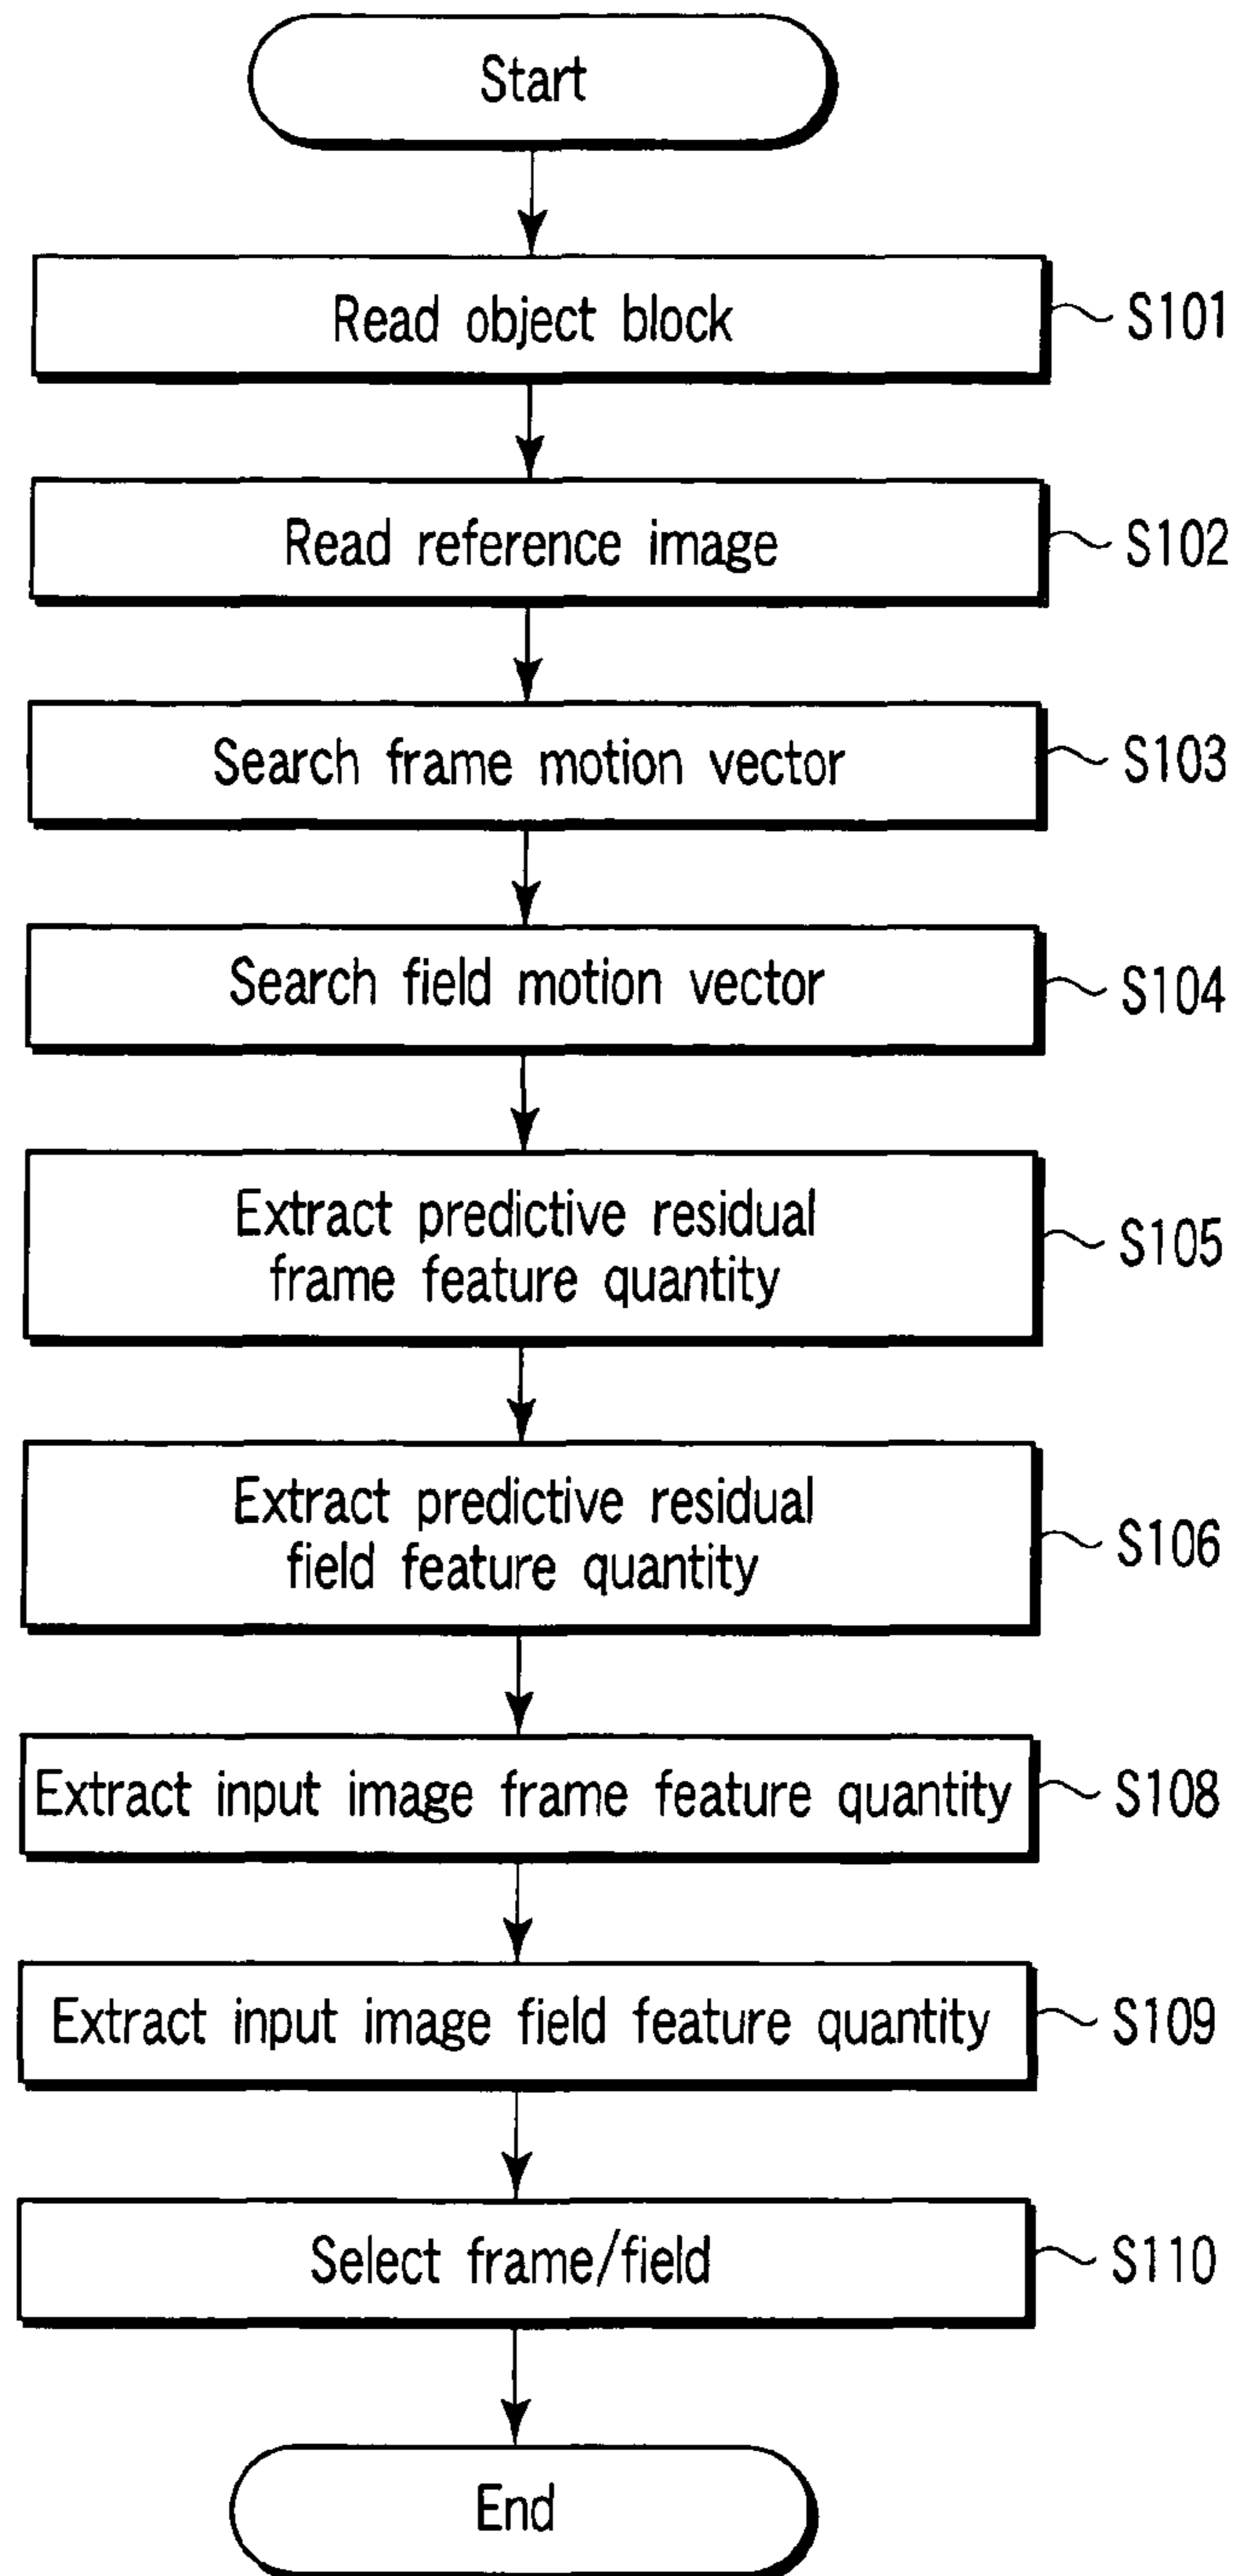 Start
Read object block
S101
Read reference image
S102
Search frame motion vector
S103
Search field motion vector
S104
Extract predictive residual
frame feature quantity
S105
Extract predictive residual
field feature quantity
S106
Extract input image frame feature quantity
S108
Extract input image field feature quantity
S109
Select frame/field
S110
End